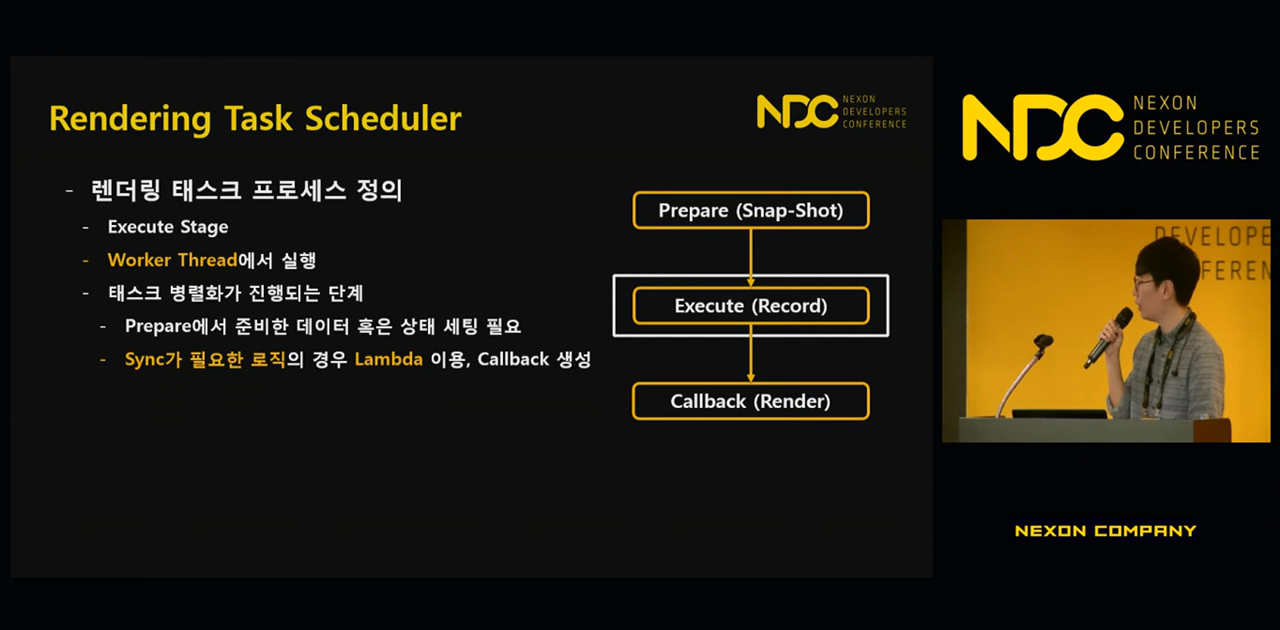 Rendering Task Scheduler
NDC
NEXON
DEVELOPERS
CONFERENCE
- 렌더링 태스크 프로세스 정의
- Execute Stage
- Worker Thread에서 실행
- 태스크 병렬화가 진행되는 단계
- Prepare에서 준비한 데이터 혹은 상태 세팅 필요
- Sync가 필요한 로직의 경우 Lambda 이용, Callback 생성
Prepare (Snap-Shot)
Execute (Record)
Callback (Render)
NDC
NEXON
DEVELOPERS
CONFERENCE
DEVELOPE
FEREN
NEXON COMPANY